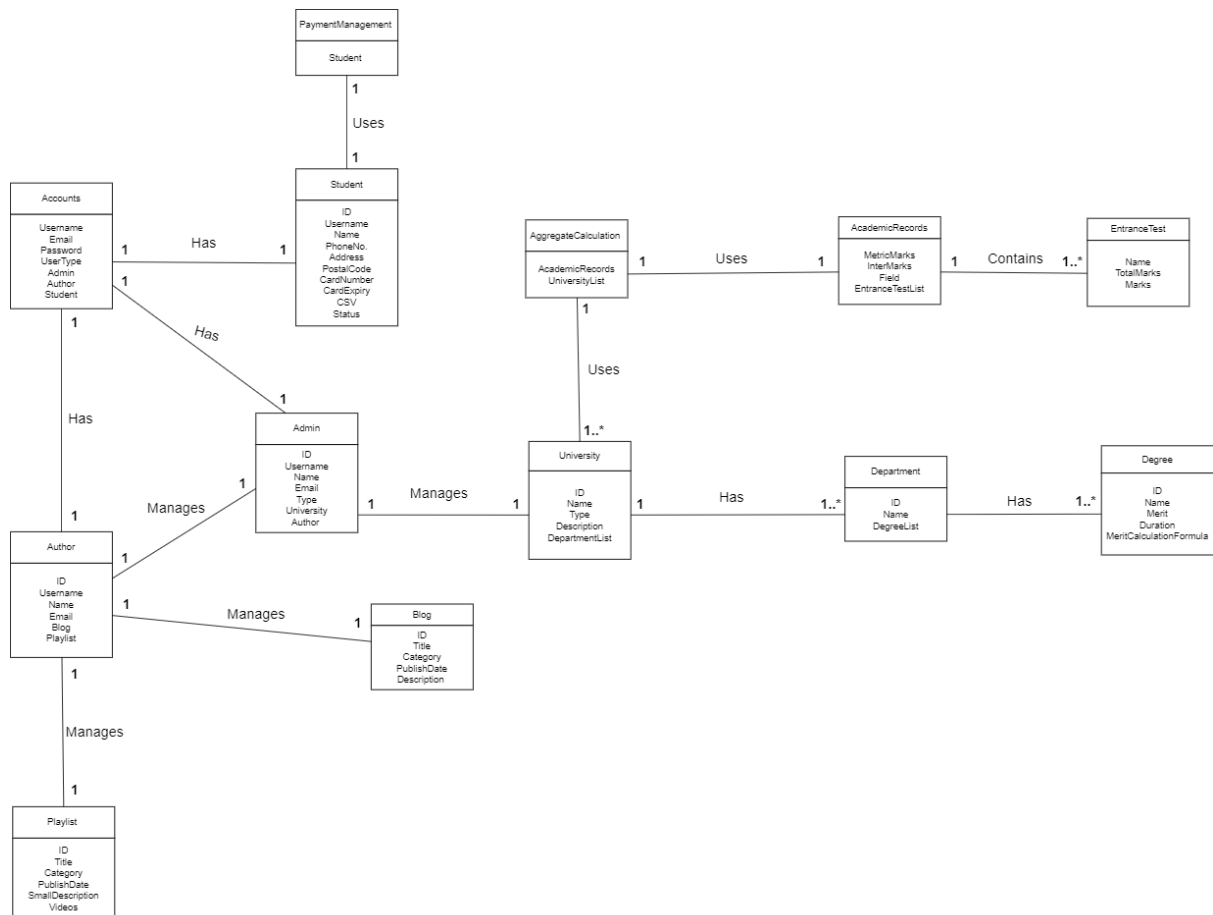 PaymentManagement
Student
1
Uses
1
Student
ID
Username
Name
PhoneNo.
Address
PostalCode
CardNumber
CardExpiry
CSV
Status
Accounts
Username
Email
Password
UserType
Admin
Author
Student
1
Has
1
1
Has
1
1
Has
1
Admin
ID
Username
Name
Email
Type
University
Author
1
Manages
1
Author
ID
Username
Name
Email
Blog
Playlist
1
Manages
1
Blog
ID
Title
Category
PublishDate
Description
1
Manages
1
Playlist
ID
Title
Category
PublishDate
SmallDescription
Videos
1
Manages
1
AggregateCalculation
AcademicRecords
UniversityList
1
Uses
1
AcademicRecords
MetricMarks
InterMarks
Field
EntranceTestList
1
Contains
1..*
EntranceTest
Name
TotalMarks
Marks
1
Uses
1..*
University
ID
Name
Type
Description
DepartmentList
1
Has
1..*
Department
ID
Name
DegreeList
Has
1..*
Degree
ID
Name
Merit
Duration
MeritCalculationFormula